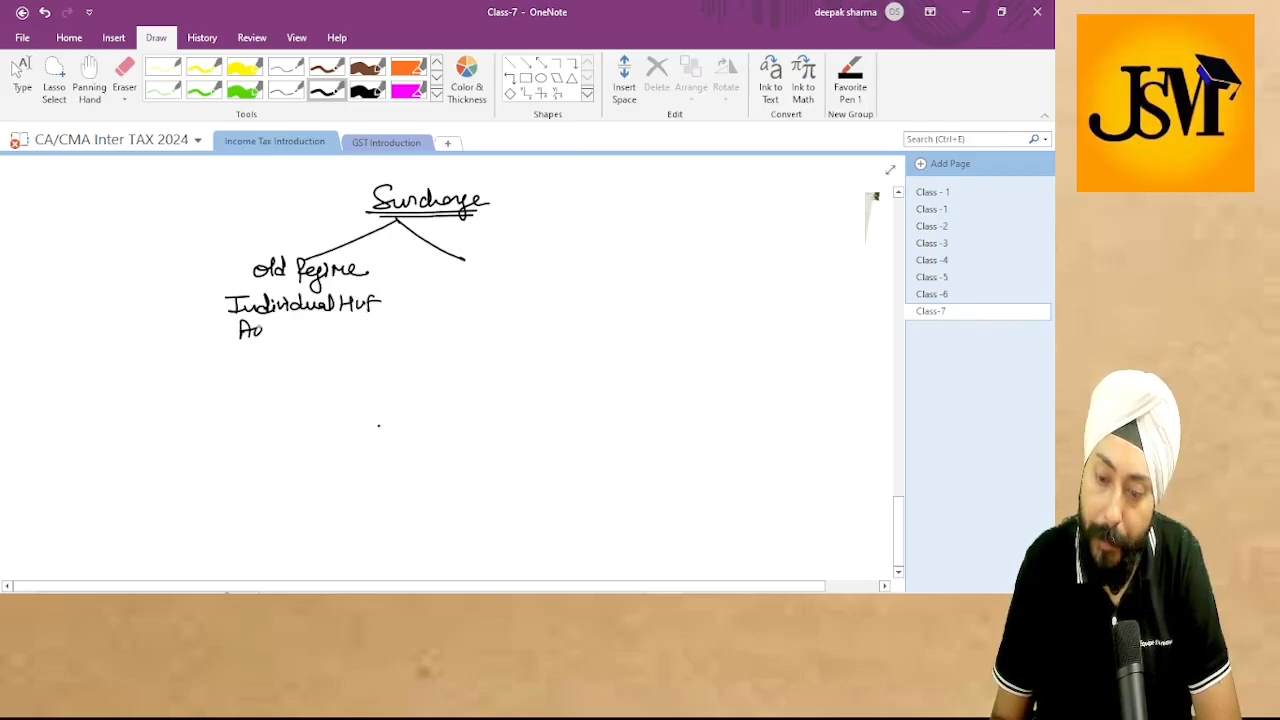 Class-7 - OneNote
deepak sharma
DS
File
Home
Insert
Draw
History
Review
View
Help
Type
Lasso Select
Panning Hand
Eraser
Color & Thickness
Insert Space
Delete
Arrange
Rotate
Ink to Text
Ink to Math
Favorite Pen 1
Tools
Shapes
Edit
Convert
New Group
CA/CMA Inter TAX 2024
Income Tax Introduction
GST Introduction
Search (Ctrl+E)
Add Page
Class - 1
Class -1
Class -2
Class -3
Class -4
Class -5
Class -6
Class-7
Surcharge
Old Regime
Individual HUF
Ao
JSM